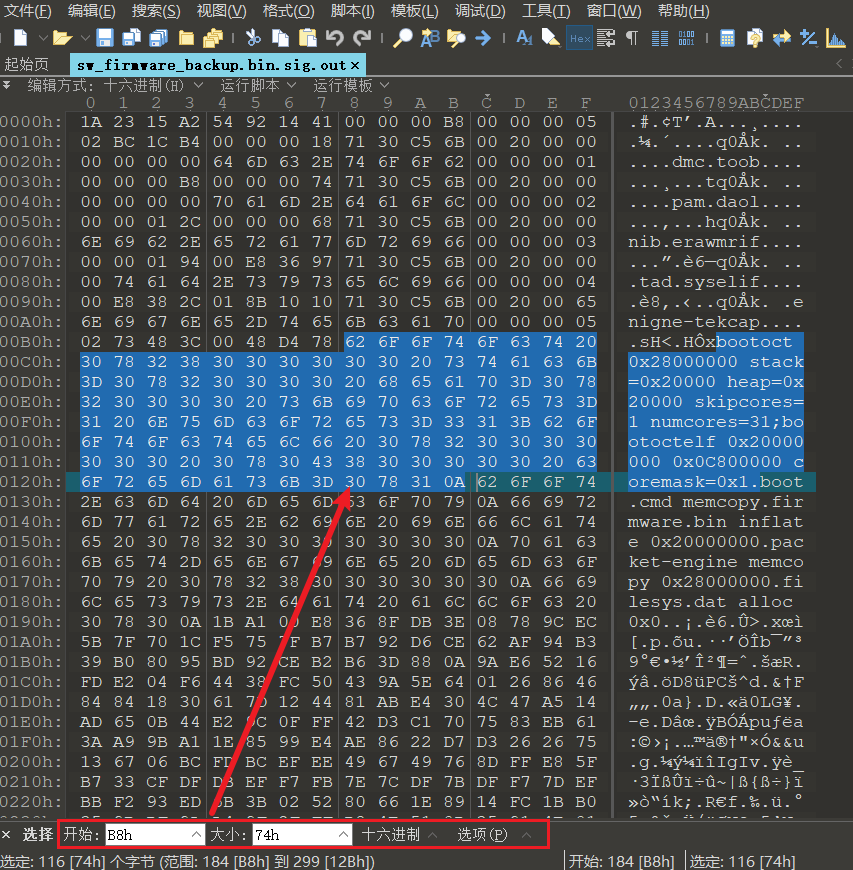 文件(F) 编辑(E) 搜索(S) 视图(V) 格式(O) 脚本(I) 模板(L) 调试(D) 工具(T) 窗口(W) 帮助(H)
Hex
起始页 sw_firmware_backup.bin.sig.out ×
编辑方式: 十六进制(H) 运行脚本 运行模板
0 1 2 3 4 5 6 7 8 9 A B C D E F 0123456789ABCDEF
0000h: 1A 23 15 A2 54 92 14 41 00 00 00 B8 00 00 00 05 .#.¢T’.A...¸....
0010h: 02 BC 1C B4 00 00 00 18 71 30 C5 6B 00 20 00 00 .¼.´....q0Åk. ..
0020h: 00 00 00 00 64 6D 63 2E 74 6F 6F 62 00 00 00 01 ....dmc.toob....
0030h: 00 00 00 B8 00 00 00 74 71 30 C5 6B 00 20 00 00 ...¸...tq0Åk. ..
0040h: 00 00 00 00 70 61 6D 2E 64 61 6F 6C 00 00 00 02 ....pam.daol....
0050h: 00 00 01 2C 00 00 00 68 71 30 C5 6B 00 20 00 00 ...,...hq0Åk. ..
0060h: 6E 69 62 2E 65 72 61 77 6D 72 69 66 00 00 00 03 nib.erawmrif....
0070h: 00 00 01 94 00 E8 36 97 71 30 C5 6B 00 20 00 00 ...”.è6—q0Åk. ..
0080h: 00 74 61 64 2E 73 79 73 65 6C 69 66 00 00 00 04 .tad.syselif....
0090h: 00 E8 38 2C 01 8B 10 10 71 30 C5 6B 00 20 00 65 .è8,.‹..q0Åk. .e
00A0h: 6E 69 67 6E 65 2D 74 65 6B 63 61 70 00 00 00 05 nigne-tekcap....
00B0h: 02 73 48 3C 00 48 D4 78 62 6F 6F 74 6F 63 74 20 .sH<.HÔxbootoct
00C0h: 30 78 32 38 30 30 30 30 30 30 20 73 74 61 63 6B 0x28000000 stack
00D0h: 3D 30 78 32 30 30 30 30 20 68 65 61 70 3D 30 78 =0x20000 heap=0x
00E0h: 32 30 30 30 30 20 73 6B 69 70 63 6F 72 65 73 3D 20000 skipcores=
00F0h: 31 20 6E 75 6D 63 6F 72 65 73 3D 33 31 3B 62 6F 1 numcores=31;bo
0100h: 6F 74 6F 63 74 65 6C 66 20 30 78 32 30 30 30 30 otoctelf 0x20000
0110h: 30 30 30 20 30 78 30 43 38 30 30 30 30 30 20 63 000 0x0C800000 c
0120h: 6F 72 65 6D 61 73 6B 3D 30 78 31 0A 62 6F 6F 74 oremask=0x1.boot
0130h: 2E 63 6D 64 20 6D 65 6D 63 6F 70 79 0A 66 69 72 .cmd memcopy.fir
0140h: 6D 77 61 72 65 2E 62 69 6E 20 69 6E 66 6C 61 74 mware.bin inflat
0150h: 65 20 30 78 32 30 30 30 30 30 30 30 0A 70 61 63 e 0x20000000.pac
0160h: 6B 65 74 2D 65 6E 67 69 6E 65 20 6D 65 6D 63 6F ket-engine memco
0170h: 70 79 20 30 78 32 38 30 30 30 30 30 30 0A 66 69 py 0x28000000.fi
0180h: 6C 65 73 79 73 2E 64 61 74 20 61 6C 6C 6F 63 20 lesys.dat alloc
0190h: 30 78 30 0A 1B A1 00 E8 36 8F DB 3E 08 78 9C EC 0x0..¡.è6.Û>.xœì
01A0h: 5B 7F 70 1C F5 75 7F B7 B7 92 D6 CE 62 AF 94 B3 [.p.õu.··’ÖÎb¯”³
01B0h: 39 B0 80 95 BD 92 CE B2 B6 3D 88 0A 9A E6 52 16 9°€•½’Î²¶=ˆ.šæR.
01C0h: FD E2 04 F6 44 38 FC 50 43 9A 5E 64 01 26 86 46 ýâ.öD8üPCš^d.&†F
01D0h: 84 84 18 30 61 7D 12 44 81 AB E4 30 4C 47 A5 14 „„.0a}.D.«ä0LG¥.
01E0h: AD 65 0B 44 E2 9C 0F FF 42 D3 C1 70 75 83 EB 61 -e.Dâœ.ÿBÓÁpuƒëa
01F0h: 3A A9 9B A1 1E 85 99 E4 AE 86 22 D7 D3 26 26 75 :©›¡.…™ä®†"×Ó&&u
0200h: 13 67 06 BC FD BC EF EE 49 67 49 76 8D FF E8 5F .g.¼ý¼ïîIgIv.ÿè_
0210h: B7 33 CF DF DB EF F7 FB 7E 7C DF 7B DF F7 7D EF ·3ÏßÛï÷û~|ß{ß÷}ï
0220h: BB F2 93 ED 6B 3B 02 52 80 66 1E 89 14 FC 1B B0 »ò“ík;.R€f.‰.ü.°
× 选择 开始: B8h 大小: 74h 十六进制 选项(P)
选定: 116 [74h] 个字节 (范围: 184 [B8h] 到 299 [12Bh]) 开始: 184 [B8h] 选定: 116 [74h]